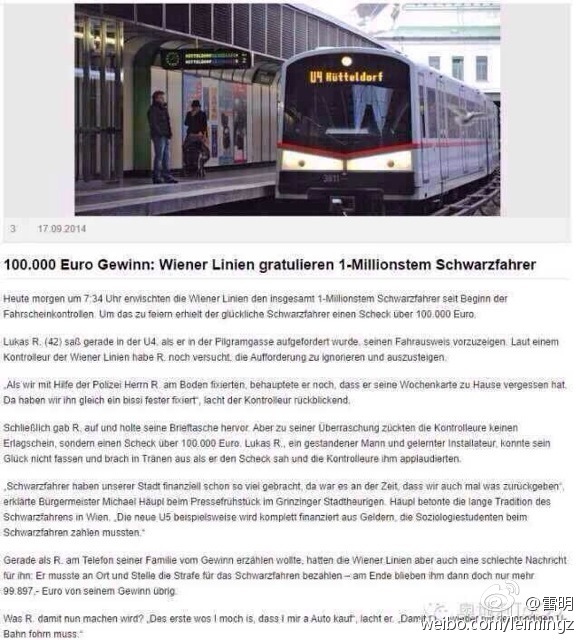 HÜTTELDORF
U4 Hütteldorf
3811
3 17.09.2014
100.000 Euro Gewinn: Wiener Linien gratulieren 1-Millionstem Schwarzfahrer
Heute morgen um 7:34 Uhr erwischten die Wiener Linien den insgesamt 1-Millionstem Schwarzfahrer seit Beginn der
Fahrscheinkontrollen. Um das zu feiern erhielt der glückliche Schwarzfahrer einen Scheck über 100.000 Euro.
Lukas R. (42) saß gerade in der U4, als er in der Pilgramgasse aufgefordert wurde, seinen Fahrausweis vorzuzeigen. Laut einem
Kontrolleur der Wiener Linien habe R. noch versucht, die Aufforderung zu ignorieren und auszusteigen.
„Als wir mit Hilfe der Polizei Herrn R. am Boden fixierten, behauptete er noch, dass er seine Wochenkarte zu Hause vergessen hat.
Da haben wir ihn gleich ein bissi fester fixiert“, lacht der Kontrolleur rückblickend.
Schließlich gab R. auf und holte seine Brieftasche hervor. Aber zu seiner Überraschung zückten die Kontrolleure keinen
Erlagschein, sondern einen Scheck über 100.000 Euro. Lukas R., ein gestandener Mann und gelernter Installateur, konnte sein
Glück nicht fassen und brach in Tränen aus als er den Scheck sah und die Kontrolleure ihm applaudierten.
„Schwarzfahrer haben unserer Stadt finanziell schon so viel gebracht, da war es an der Zeit, dass wir auch mal was zurückgeben“,
erklärte Bürgermeister Michael Häupl beim Pressefrühstück im Grinzinger Stadtheurigen. Häupl betonte die lange Tradition des
Schwarzfahrens in Wien. „Die neue U5 beispielsweise wird komplett finanziert aus Geldern, die Soziologiestudenten beim
Schwarzfahren zahlen mussten.“
Gerade als R. am Telefon seiner Familie vom Gewinn erzählen wollte, hatten die Wiener Linien aber auch eine schlechte Nachricht
für ihn: Er musste an Ort und Stelle die Strafe für das Schwarzfahren bezahlen – am Ende blieben ihm dann doch nur mehr
99.897,- Euro von seinem Gewinn übrig.
Was R. damit nun machen wird? „Des erste wos I moch is, dass I mir a Auto kauf“, lacht er. „Damit I
Bahn fohrn muss.“
@雷明
weibo.com/leimingz